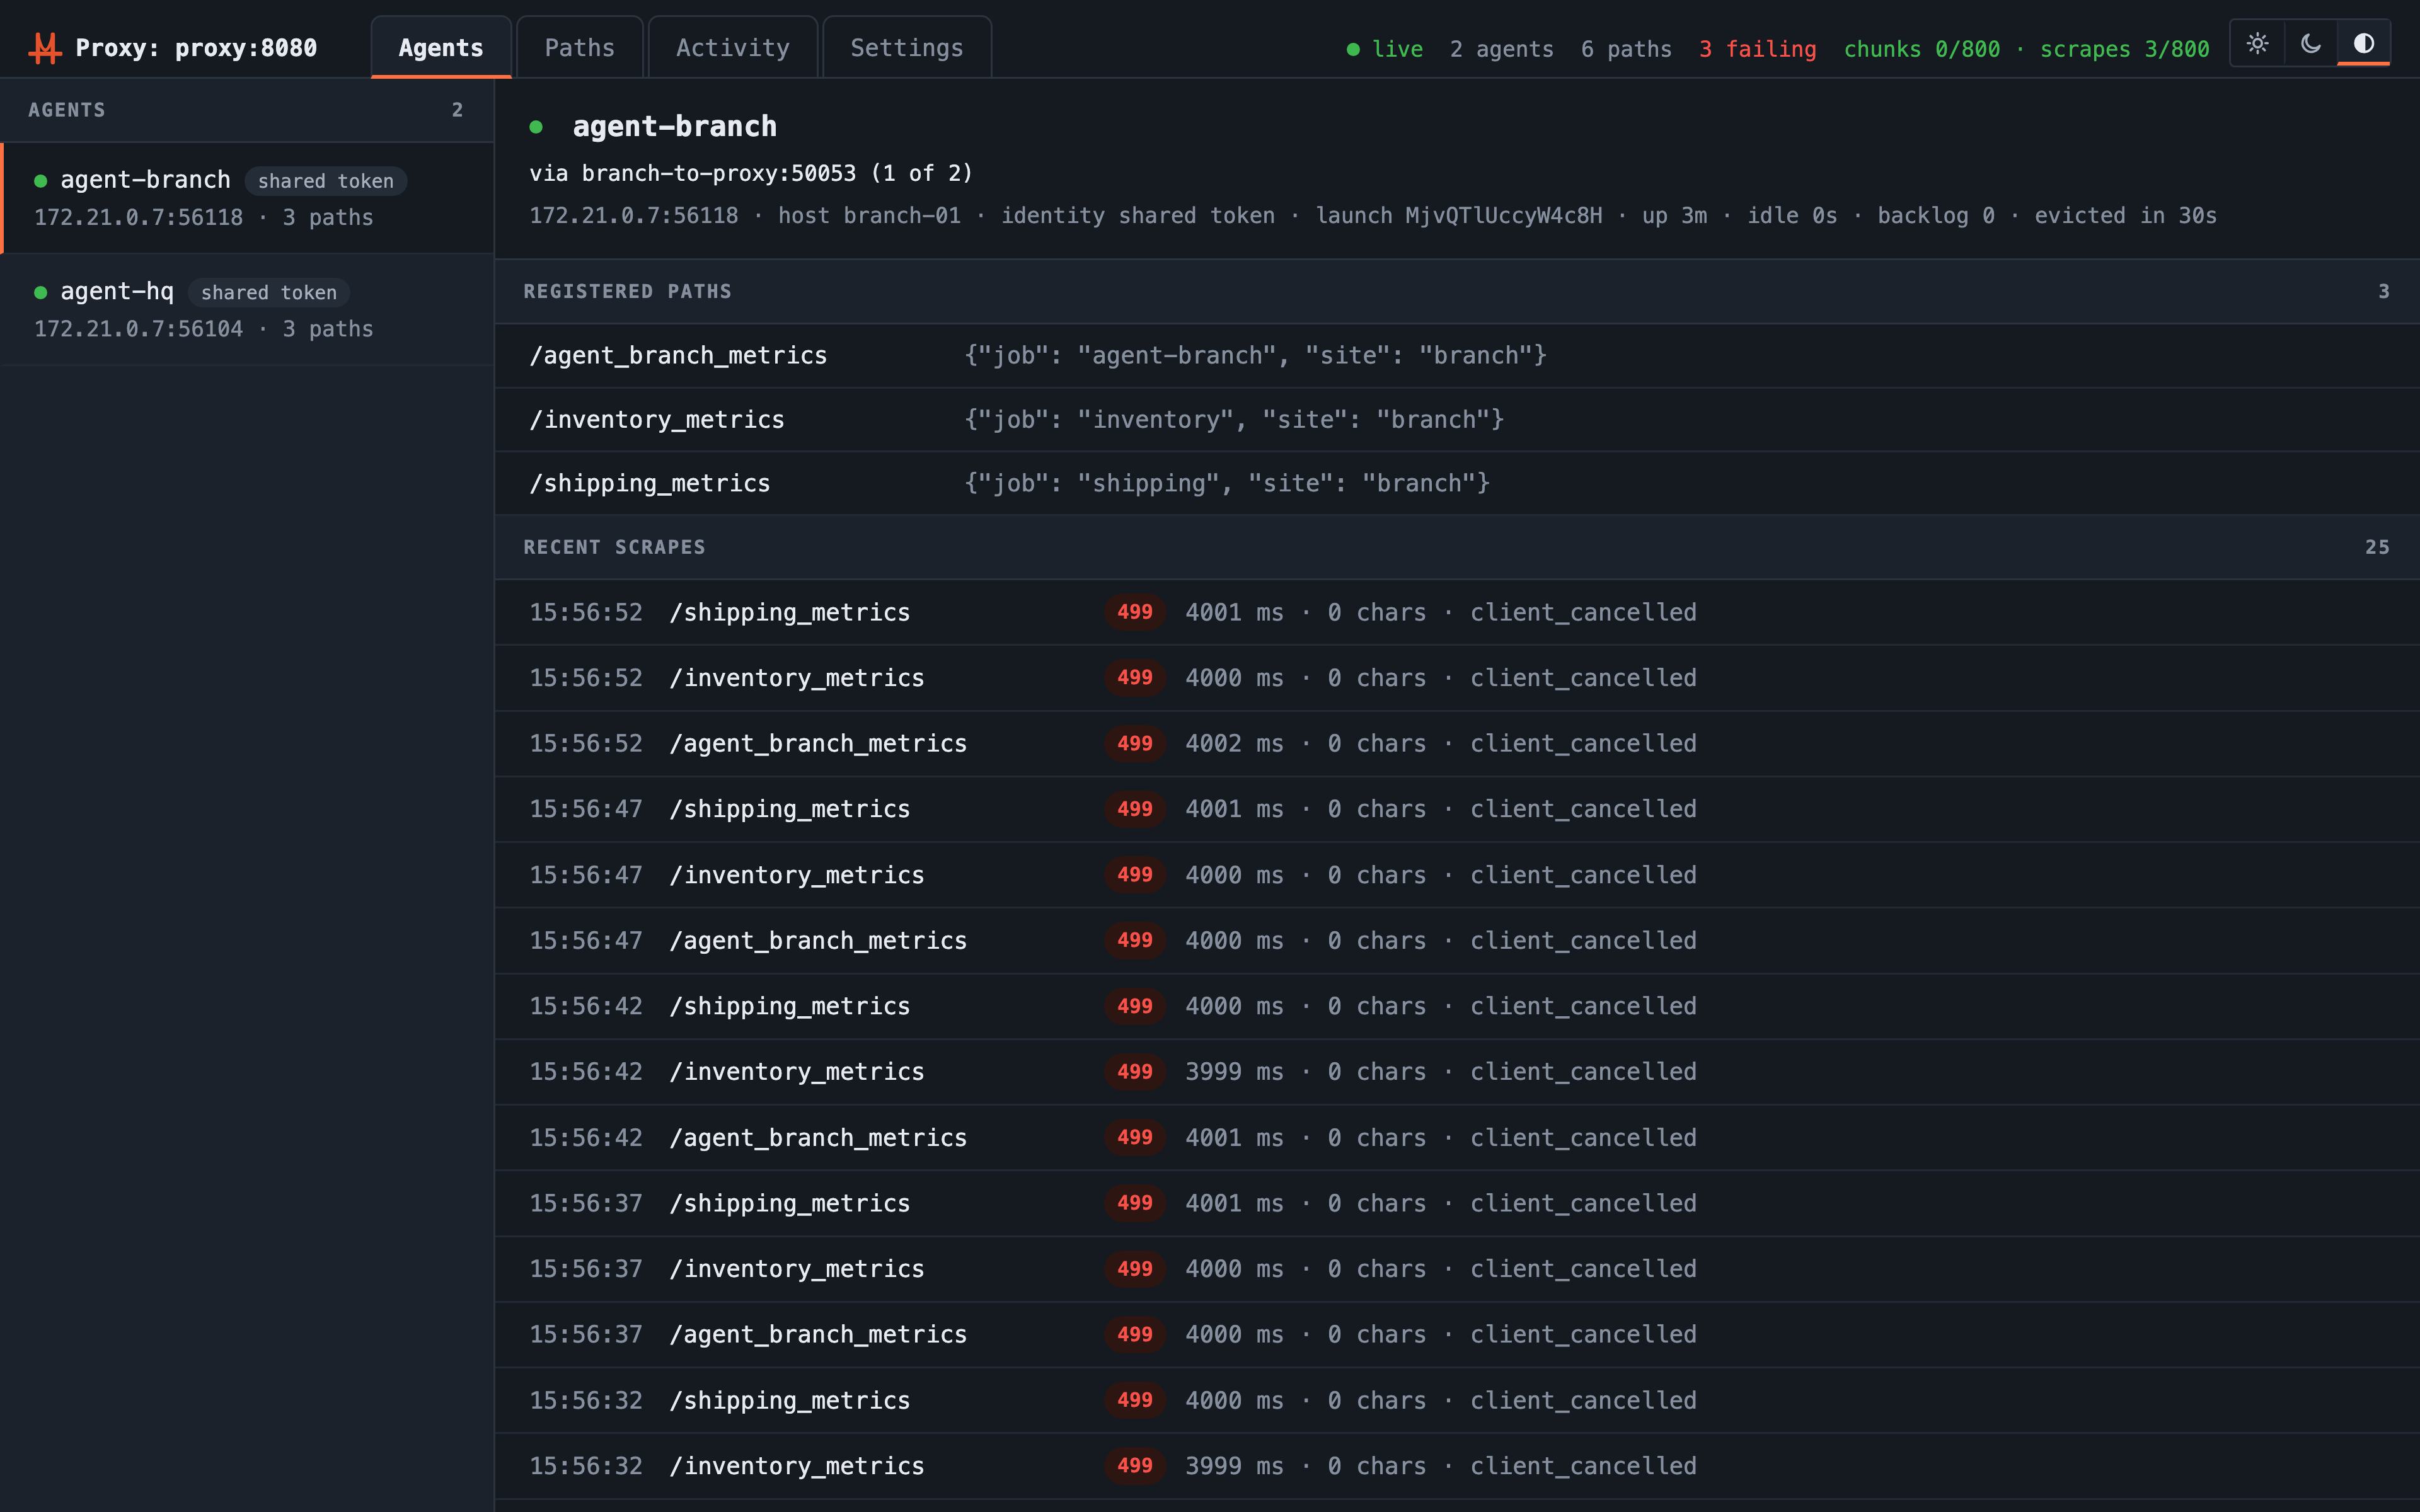 Proxy: proxy:8080
Agents
Paths
Activity
Settings
live 2 agents 6 paths 3 failing chunks 0/800 · scrapes 3/800
AGENTS 2
agent-branch shared token
172.21.0.7:56118 · 3 paths
agent-hq shared token
172.21.0.7:56104 · 3 paths
agent-branch
via branch-to-proxy:50053 (1 of 2)
172.21.0.7:56118 · host branch-01 · identity shared token · launch MjvQTlUccyW4c8H · up 3m · idle 0s · backlog 0 · evicted in 30s
REGISTERED PATHS 3
/agent_branch_metrics {"job": "agent-branch", "site": "branch"}
/inventory_metrics {"job": "inventory", "site": "branch"}
/shipping_metrics {"job": "shipping", "site": "branch"}
RECENT SCRAPES 25
15:56:52 /shipping_metrics 499 4001 ms · 0 chars · client_cancelled
15:56:52 /inventory_metrics 499 4000 ms · 0 chars · client_cancelled
15:56:52 /agent_branch_metrics 499 4002 ms · 0 chars · client_cancelled
15:56:47 /shipping_metrics 499 4001 ms · 0 chars · client_cancelled
15:56:47 /inventory_metrics 499 4000 ms · 0 chars · client_cancelled
15:56:47 /agent_branch_metrics 499 4000 ms · 0 chars · client_cancelled
15:56:42 /shipping_metrics 499 4000 ms · 0 chars · client_cancelled
15:56:42 /inventory_metrics 499 3999 ms · 0 chars · client_cancelled
15:56:42 /agent_branch_metrics 499 4001 ms · 0 chars · client_cancelled
15:56:37 /shipping_metrics 499 4001 ms · 0 chars · client_cancelled
15:56:37 /inventory_metrics 499 4000 ms · 0 chars · client_cancelled
15:56:37 /agent_branch_metrics 499 4000 ms · 0 chars · client_cancelled
15:56:32 /shipping_metrics 499 4000 ms · 0 chars · client_cancelled
15:56:32 /inventory_metrics 499 3999 ms · 0 chars · client_cancelled